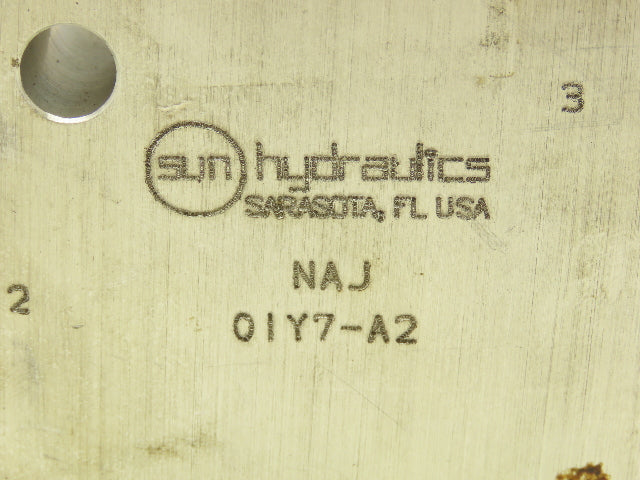 3
sun hydraulics
SARASOTA, FL USA
NAJ
2
01Y7-A2